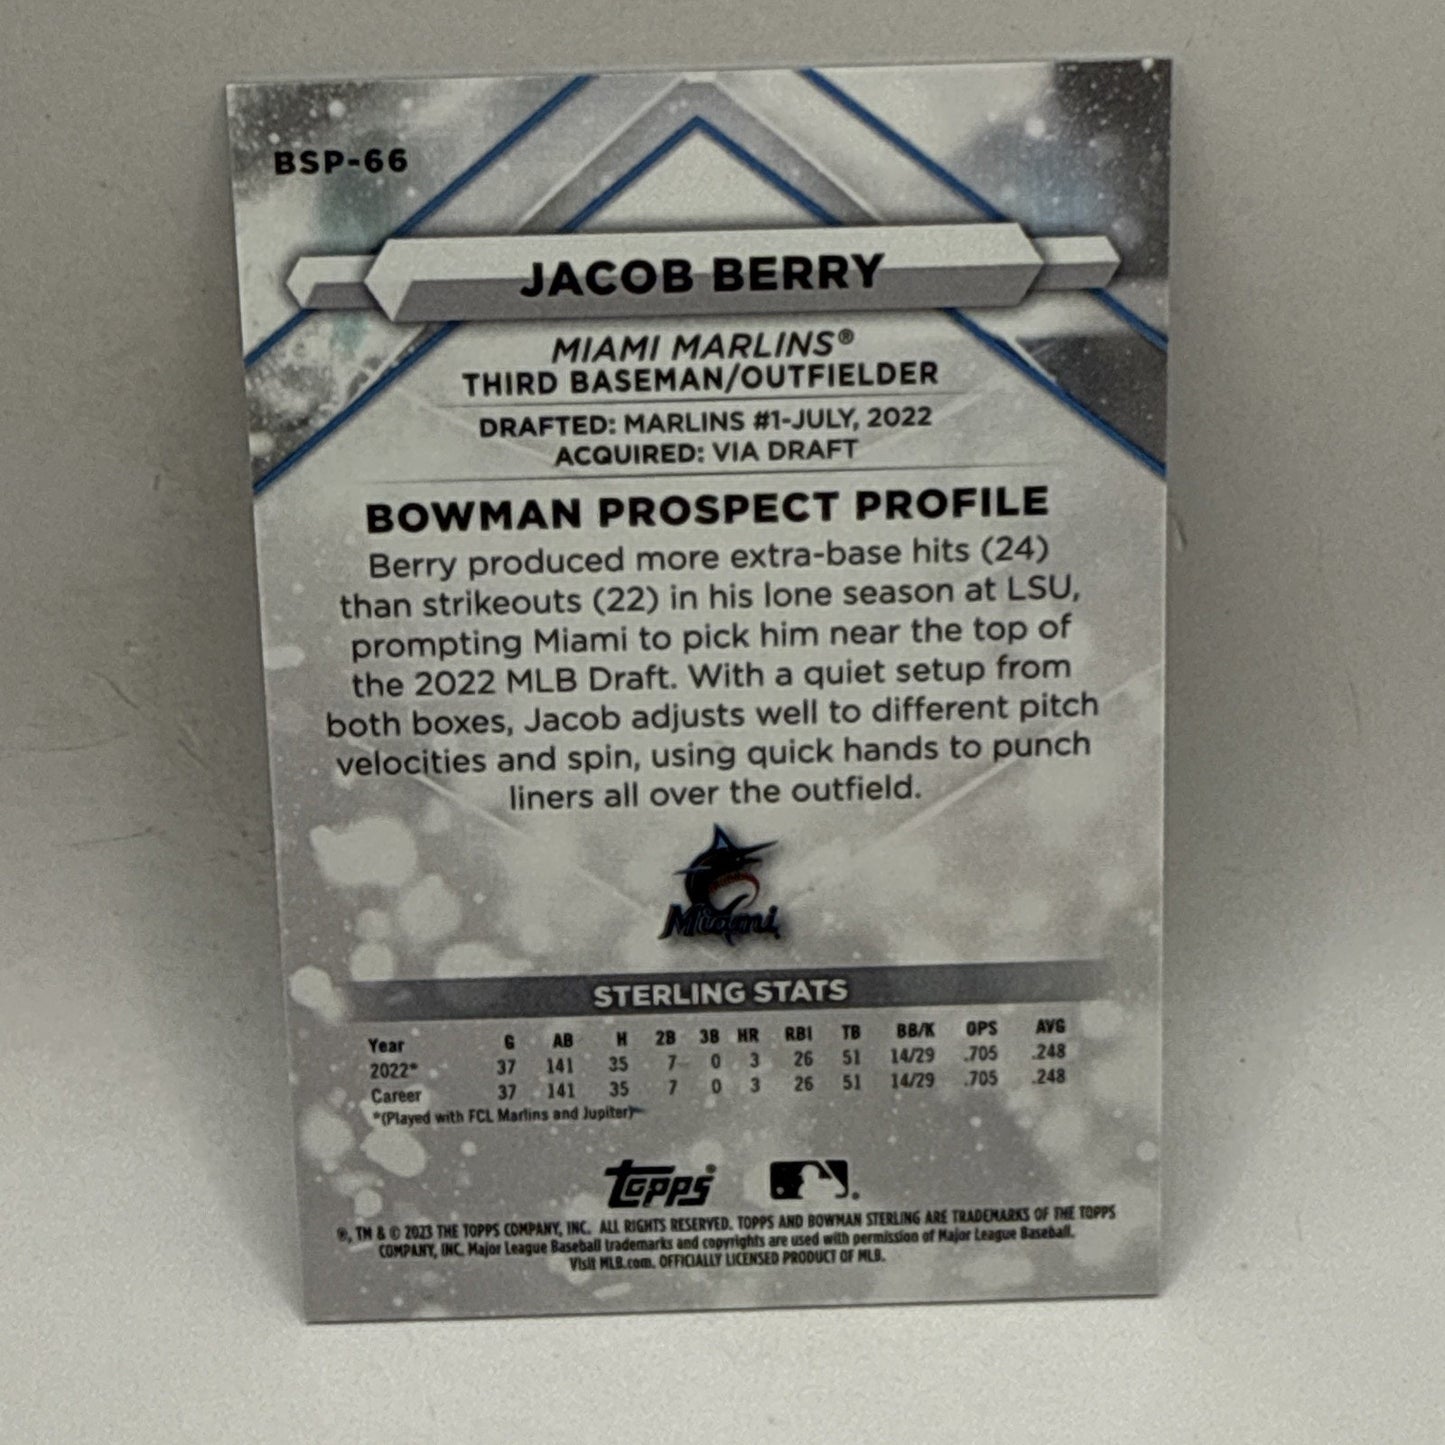 BSP-66
JACOB BERRY
MIAMI MARLINS®
THIRD BASEMAN/OUTFIELDER
DRAFTED: MARLINS #1-JULY, 2022
ACQUIRED: VIA DRAFT
BOWMAN PROSPECT PROFILE
Berry produced more extra-base hits (24)
than strikeouts (22) in his lone season at LSU,
prompting Miami to pick him near the top of
the 2022 MLB Draft. With a quiet setup from
both boxes, Jacob adjusts well to different pitch
velocities and spin, using quick hands to punch
liners all over the outfield.
Miami
STERLING STATS
Year G AB H 2B 3B HR RBI TB BB/K OPS AVG
2022* 37 141 35 7 0 3 26 51 14/29 .705 .248
Career 37 141 35 7 0 3 26 51 14/29 .705 .248
*(Played with FCL Marlins and Jupiter)
Topps®
®, TM & © 2023 THE TOPPS COMPANY, INC. ALL RIGHTS RESERVED. TOPPS AND BOWMAN STERLING ARE TRADEMARKS OF THE TOPPS
COMPANY, INC. Major League Baseball trademarks and copyrights are used with permission of Major League Baseball.
Visit MLB.com. OFFICIALLY LICENSED PRODUCT OF MLB.